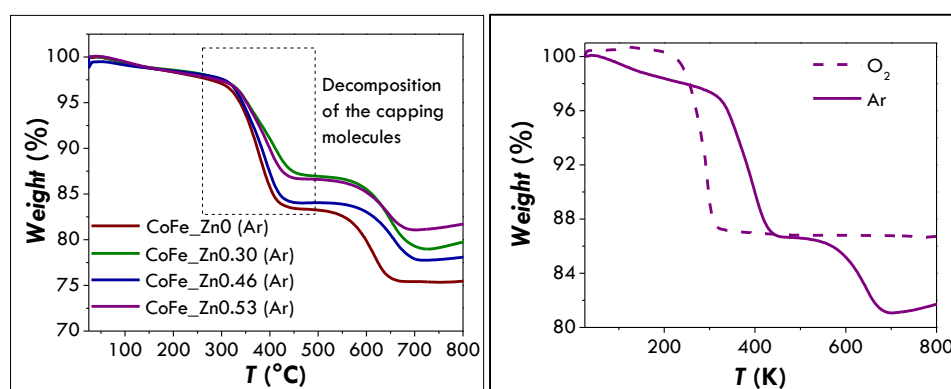 100
95
90
85
80
75
70
Weight (%)
Decomposition
of the capping
molecules
CoFe_Zn0 (Ar)
CoFe_Zn0.30 (Ar)
CoFe_Zn0.46 (Ar)
CoFe_Zn0.53 (Ar)
100 200 300 400 500 600 700 800
T (°C)
100
96
92
88
84
80
Weight (%)
O₂
Ar
200 400 600 800
T (K)